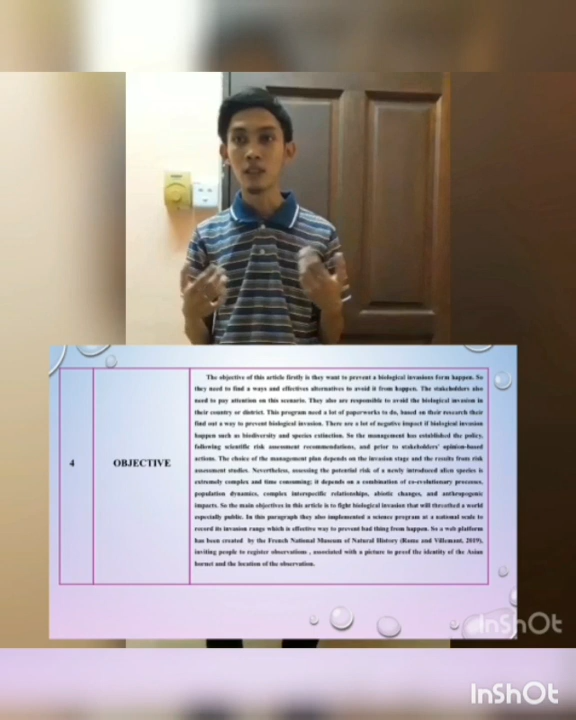 4
OBJECTIVE
The objective of this article firstly is they want to prevent a biological invasions form happen. So
they need to find a ways and effectives alternatives to avoid it from happen. The stakeholders also
need to pay attention on this scenario. They also are responsible to avoid the biological invasion in
their country or district. This program need a lot of paperworks to do, based on their research their
find out a way to prevent biological invasion. There are a lot of negative impact if biological invasion
happen such as biodiversity and species extinction. So the management has established the policy,
following scientific risk assessment recommendations, and prior to stakeholders' opinion-based
actions. The choice of the management plan depends on the invasion stage and the results from risk
assessment studies. Nevertheless, assessing the potential risk of a newly introduced alien species is
extremely complex and time consuming; it depends on a combination of co-evolutionary processes,
population dynamics, complex interspecific relationships, abiotic changes, and anthropogenic
impacts. So the main objectives in this article is to fight biological invasion that will threathed a world
especially public. In this paragraph they also implemented a science program at a national scale to
record its invasion range which is effective way to prevent bad thing from happen. So a web platform
has been created by the French National Museum of Natural History (Rome and Villemant, 2019),
inviting people to register observations , associated with a picture to proof the identity of the Asian
hornet and the location of the observation.
InShOt
InShOt
InShOt